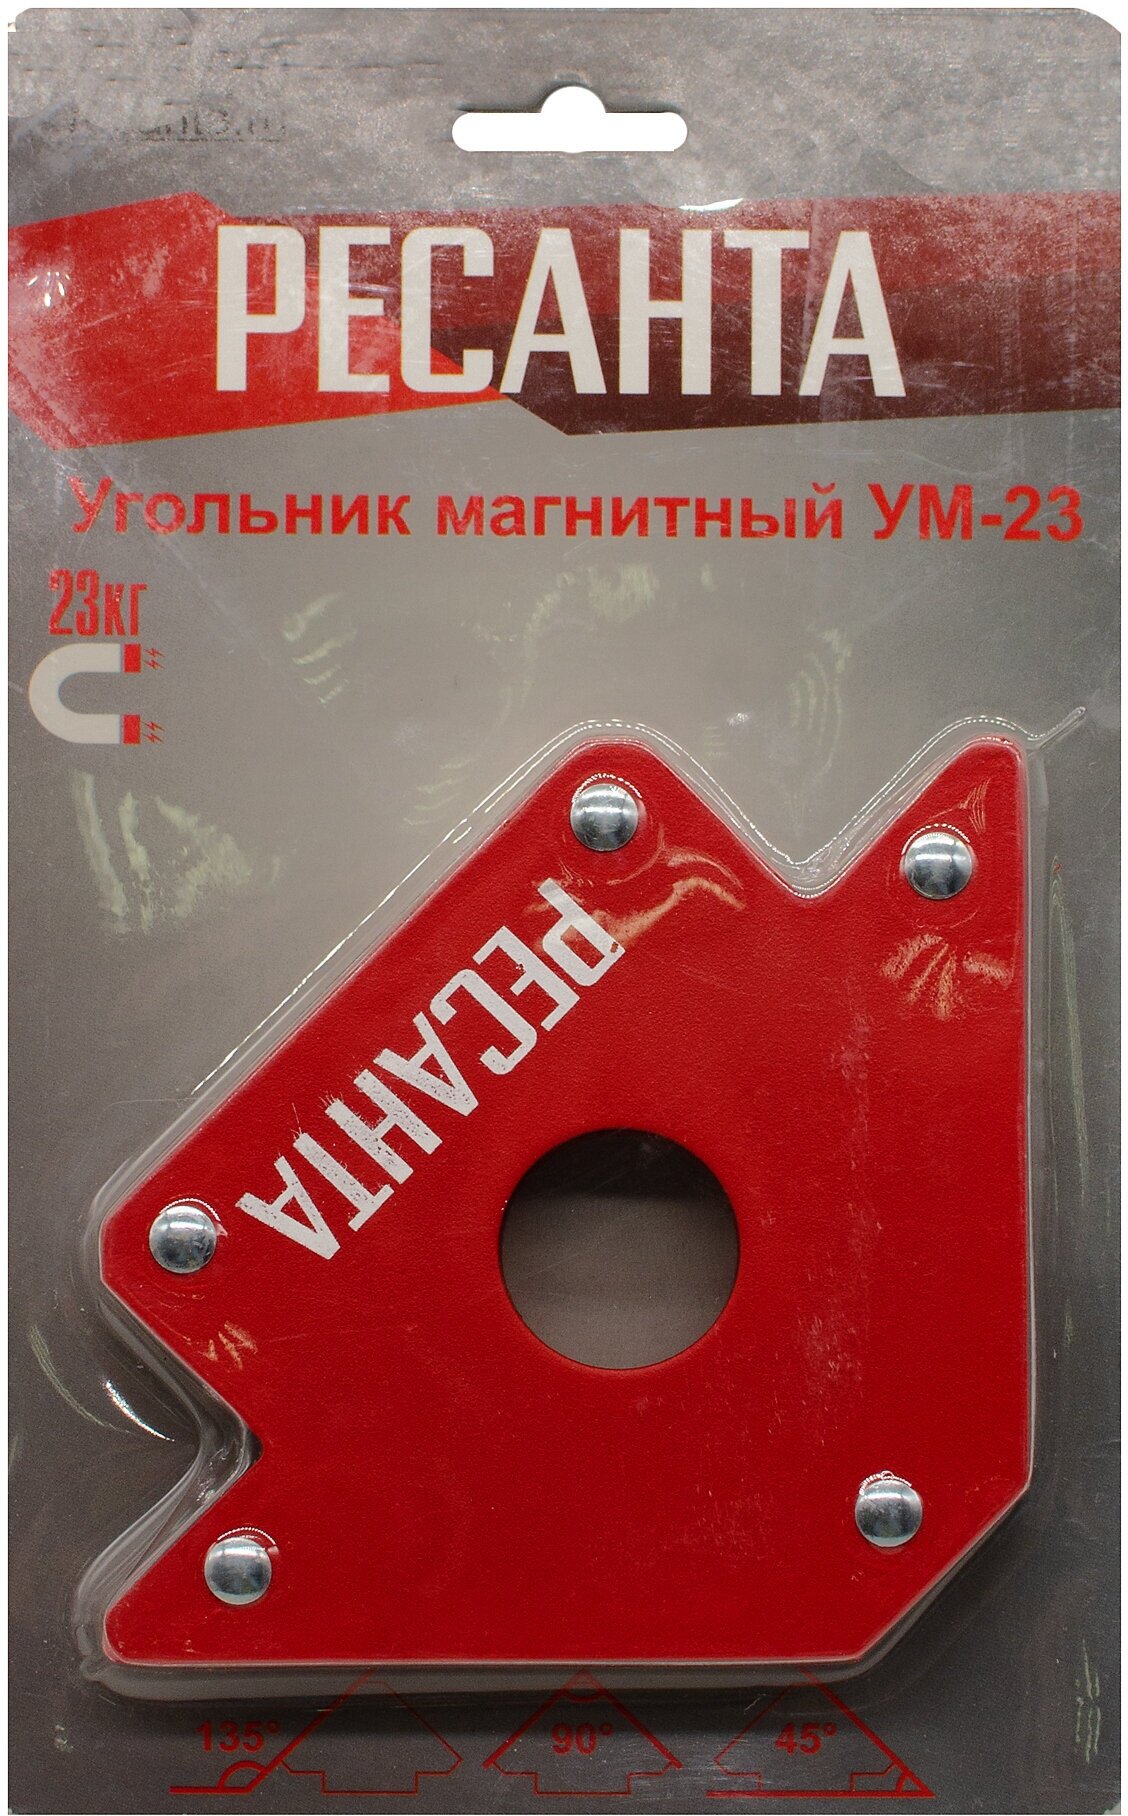 РЕСАНТА
Угольник магнитный УМ-23
23кг
РЕСАНТА
135° 90° 45°